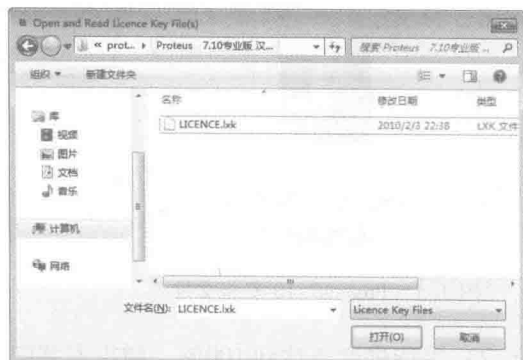 Open and Read Licence Key File(s)
« prot... ▸ Proteus 7.10专业版 汉...
搜索 Proteus 7.10专业版 ...
组织 新建文件夹
名称 修改日期 类型
库
视频
图片
文档
音乐
计算机
网络
LICENCE.lxk 2010/2/3 22:38 LXK 文件
文件名(N): LICENCE.lxk Licence Key Files
打开(O) 取消